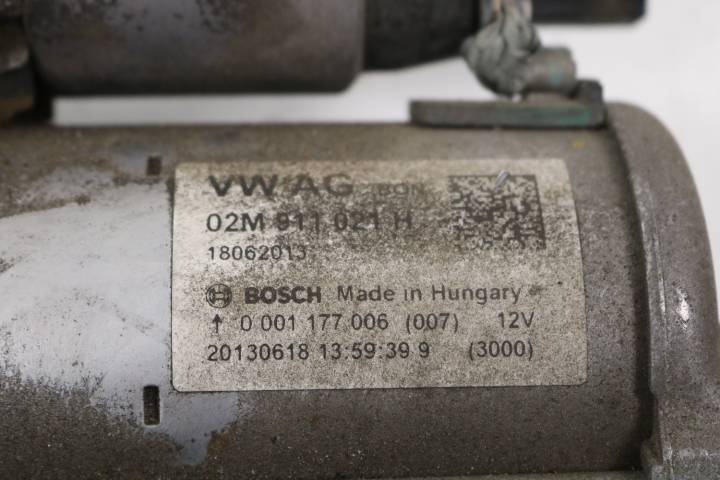 VW AG
02M 911 021 H
18062013
BOSCH Made in Hungary
↑ 0 001 177 006 (007) 12V
20130618 13:59:39 9 (3000)